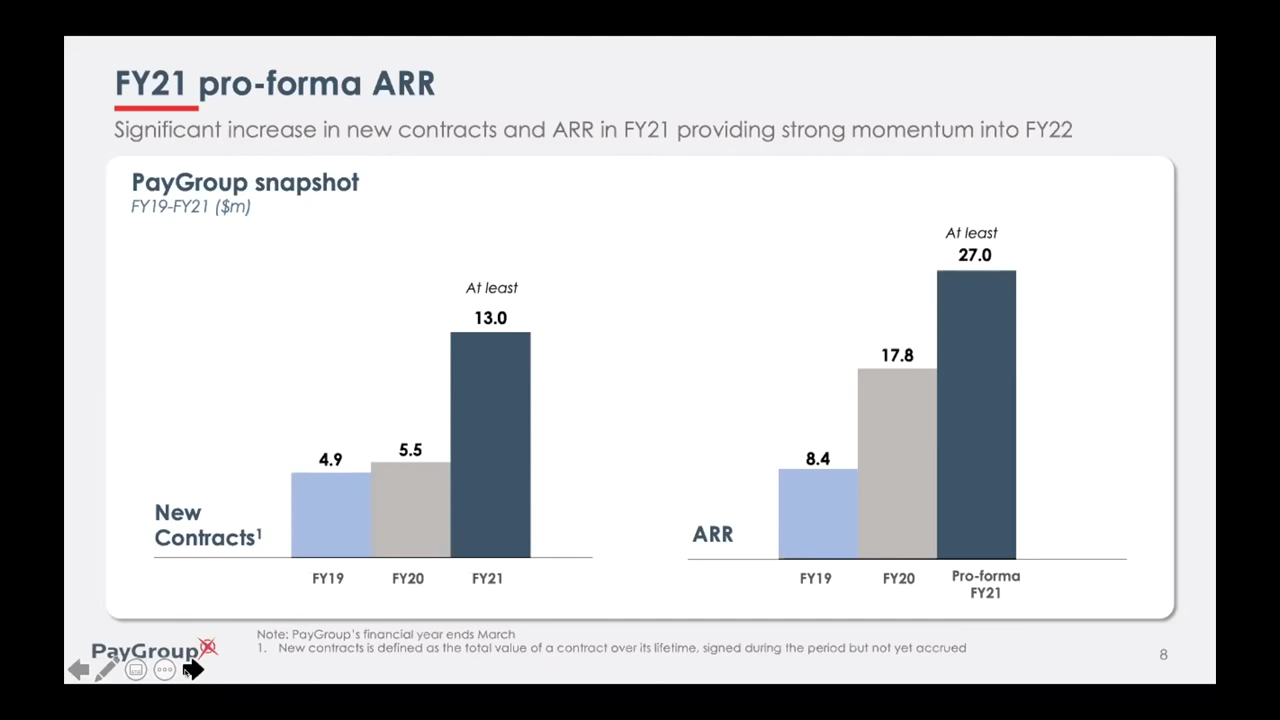 FY21 pro-forma ARR
Significant increase in new contracts and ARR in FY21 providing strong momentum into FY22
PayGroup snapshot
FY19-FY21 ($m)
At least
13.0
4.9
5.5
New
Contracts¹
FY19
FY20
FY21
At least
27.0
17.8
8.4
ARR
FY19
FY20
Pro-forma
FY21
Note: PayGroup's financial year ends March
1. New contracts is defined as the total value of a contract over its lifetime, signed during the period but not yet accrued
PayGroup
8